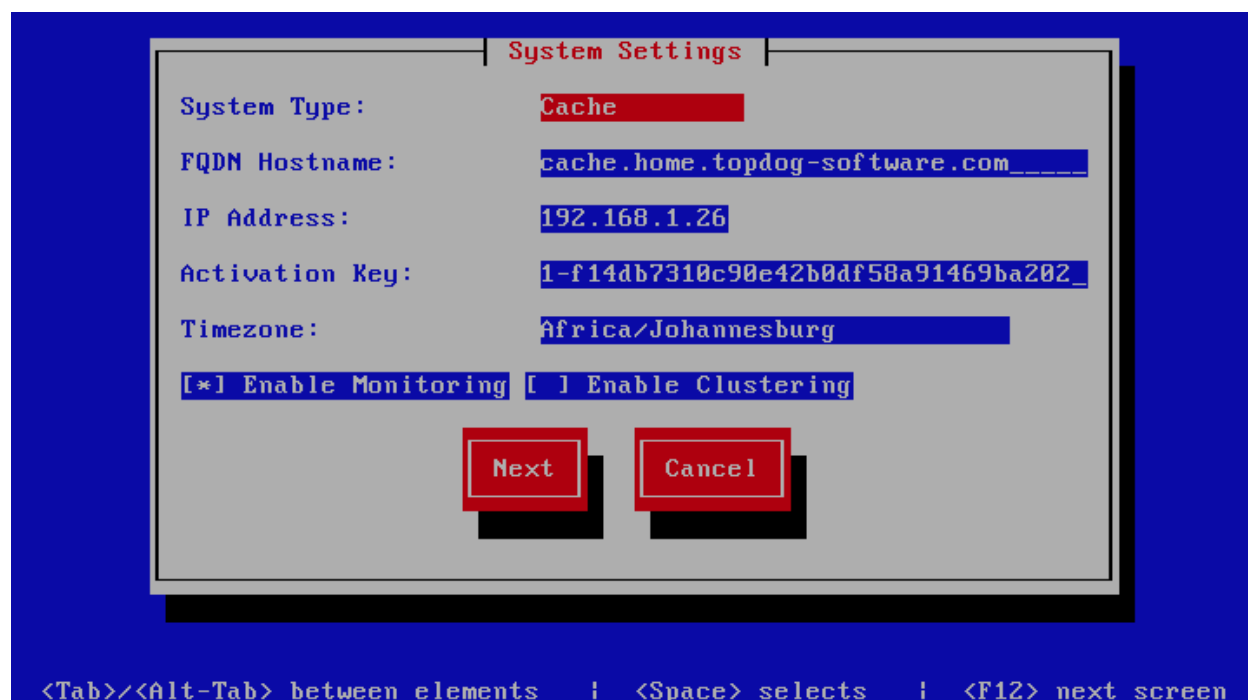 System Settings
System Type: Cache
FQDN Hostname: cache.home.topdog-software.com_____
IP Address: 192.168.1.26
Activation Key: 1-f14db7310c90e42b0df58a91469ba202_
Timezone: Africa/Johannesburg
[*] Enable Monitoring [ ] Enable Clustering
Next Cancel
<Tab>/<Alt-Tab> between elements | <Space> selects | <F12> next screen